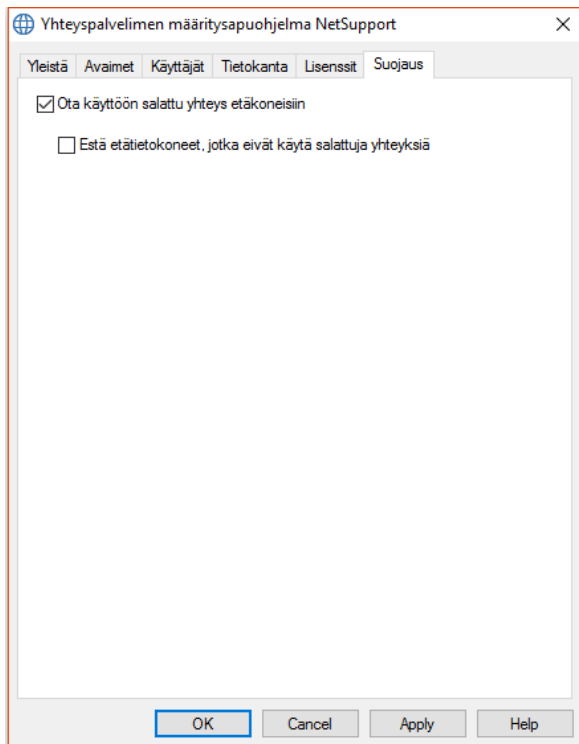 Yhteyspalvelimen määritysapuohjelma NetSupport
Yleistä Avaimet Käyttäjät Tietokanta Lisenssit Suojaus
Ota käyttöön salattu yhteys etäkoneisiin
Estä etätietokoneet, jotka eivät käytä salattuja yhteyksiä
OK Cancel Apply Help